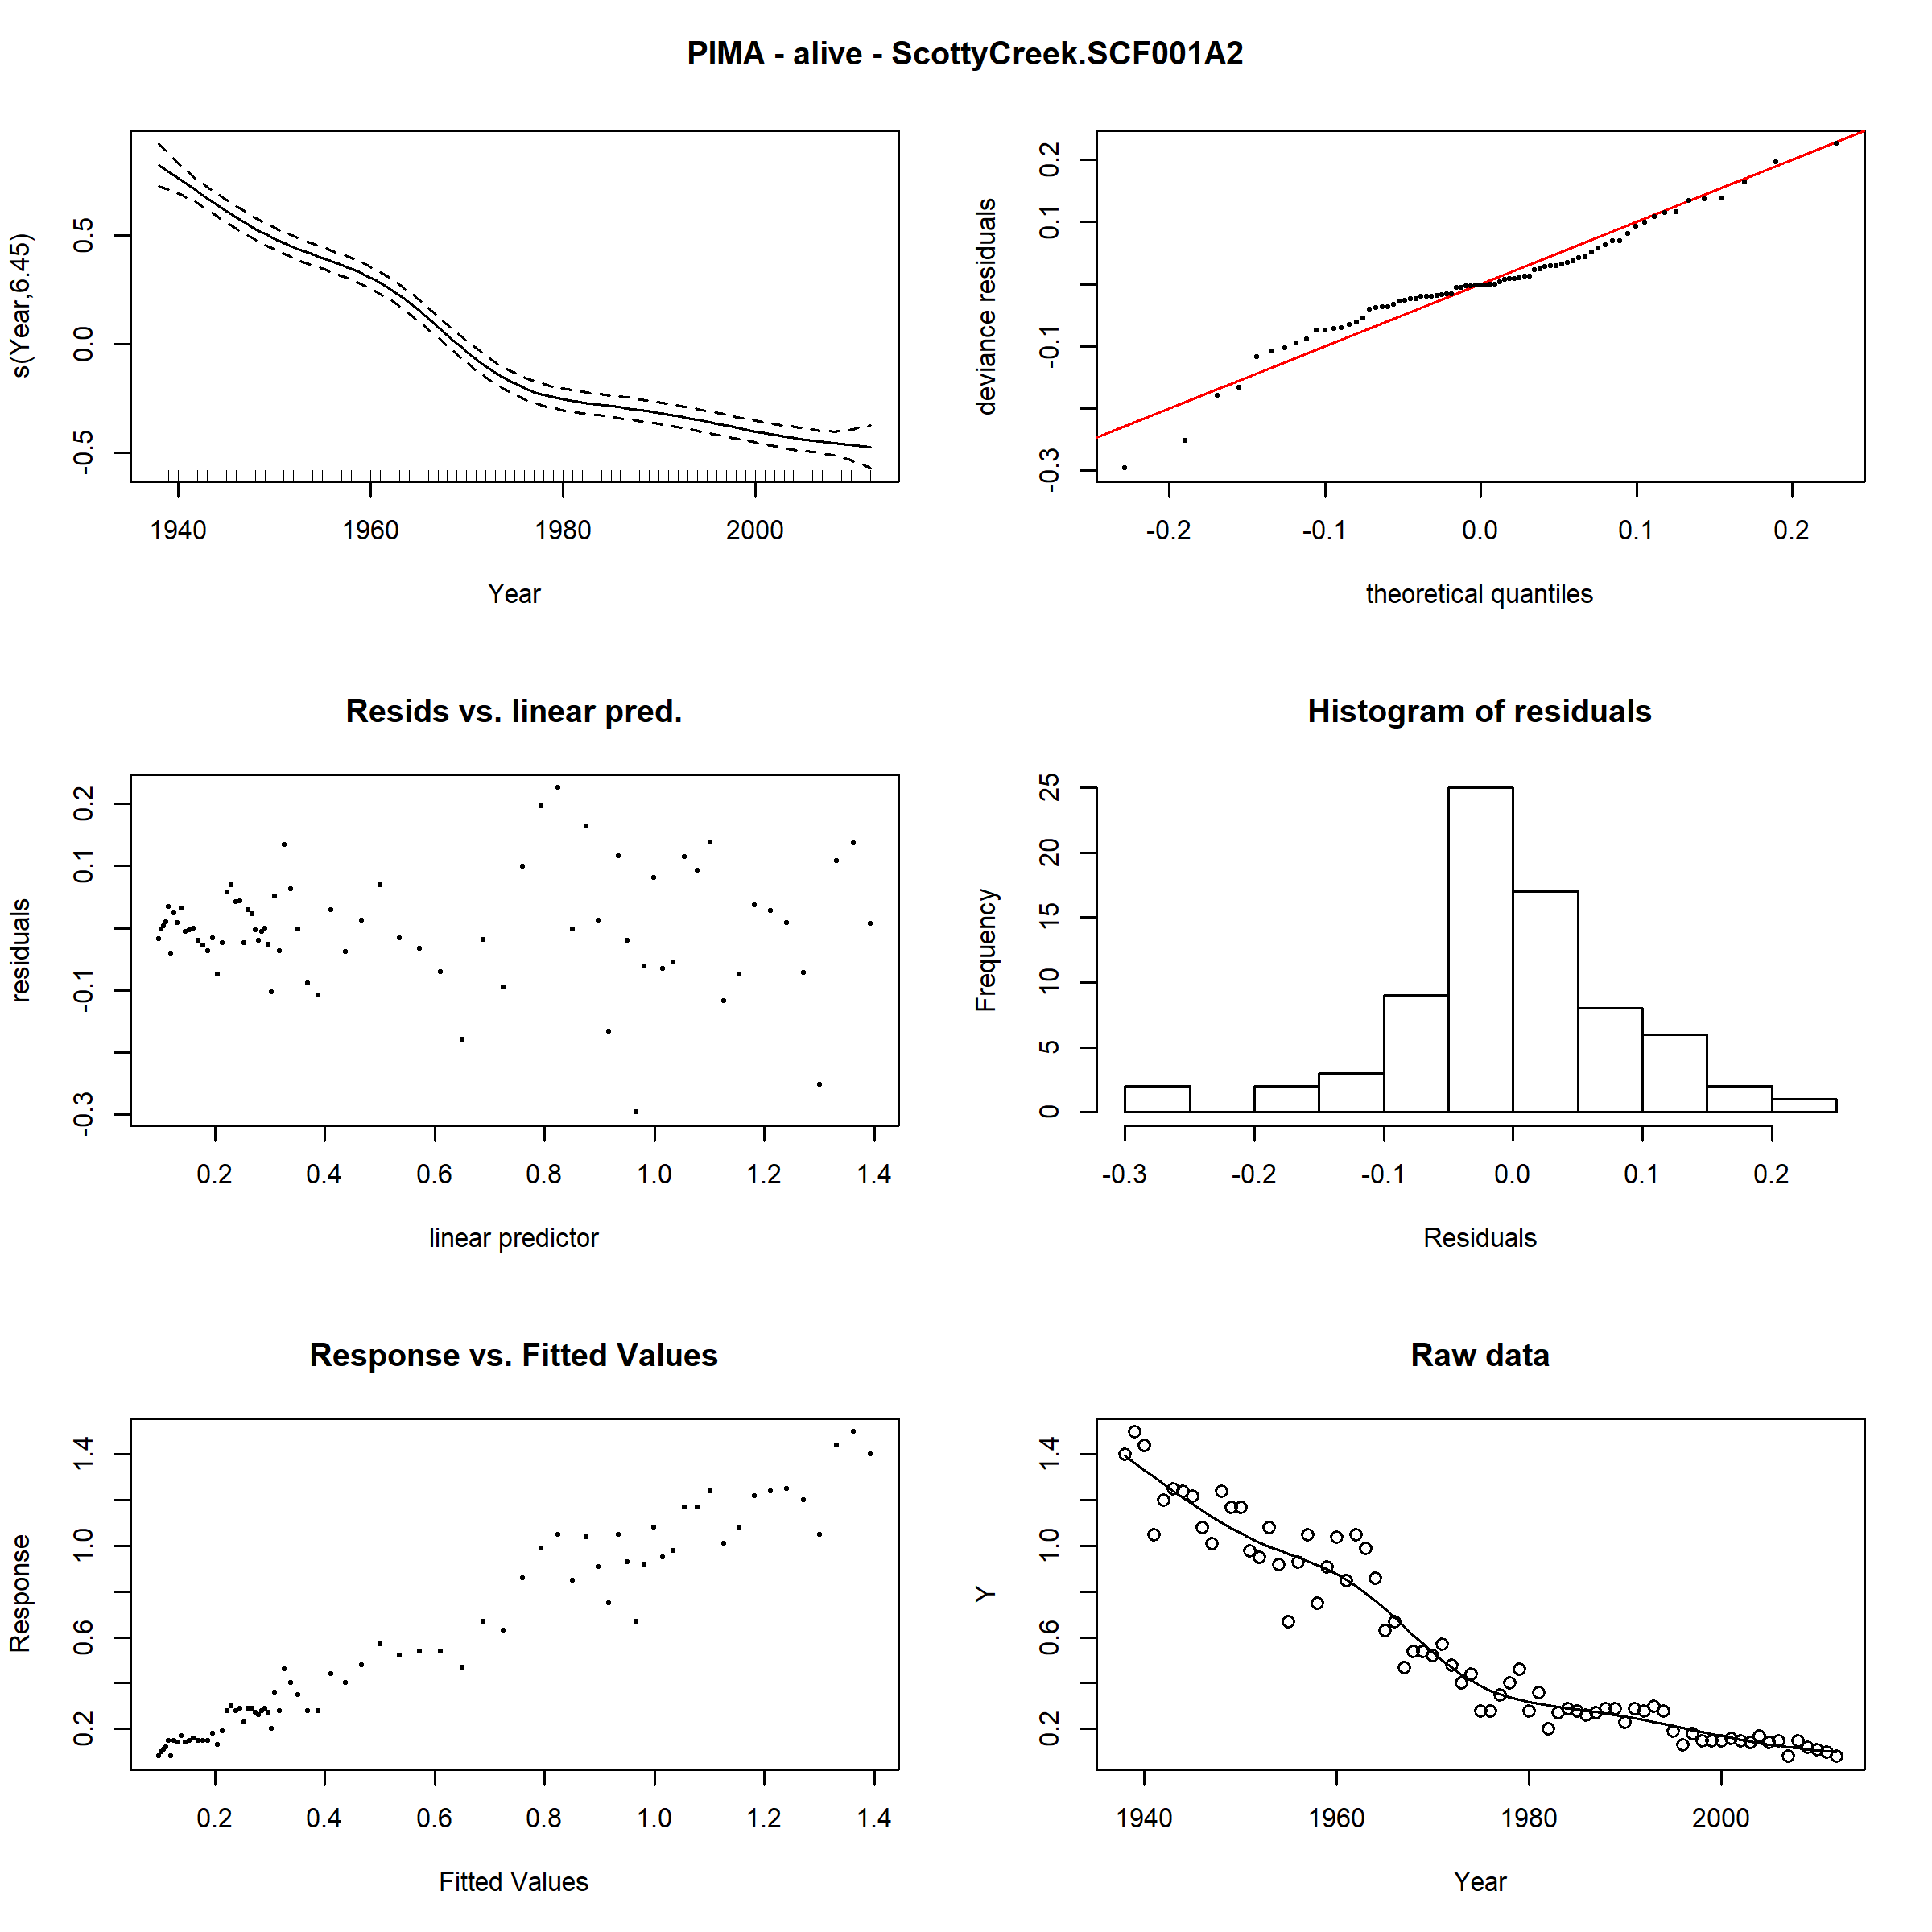 PIMA - alive - ScottyCreek.SCF001A2
s(Year,6.45)
0.5
0.0
-0.5
1940 1960 1980 2000
Year
deviance residuals
0.2
0.1
-0.1
-0.3
-0.2 -0.1 0.0 0.1 0.2
theoretical quantiles
Resids vs. linear pred.
residuals
0.2
0.1
-0.1
-0.3
0.2 0.4 0.6 0.8 1.0 1.2 1.4
linear predictor
Histogram of residuals
Frequency
25
20
15
10
5
0
-0.3 -0.2 -0.1 0.0 0.1 0.2
Residuals
Response vs. Fitted Values
Response
1.4
1.0
0.6
0.2
0.2 0.4 0.6 0.8 1.0 1.2 1.4
Fitted Values
Raw data
Y
1.4
1.0
0.6
0.2
1940 1960 1980 2000
Year